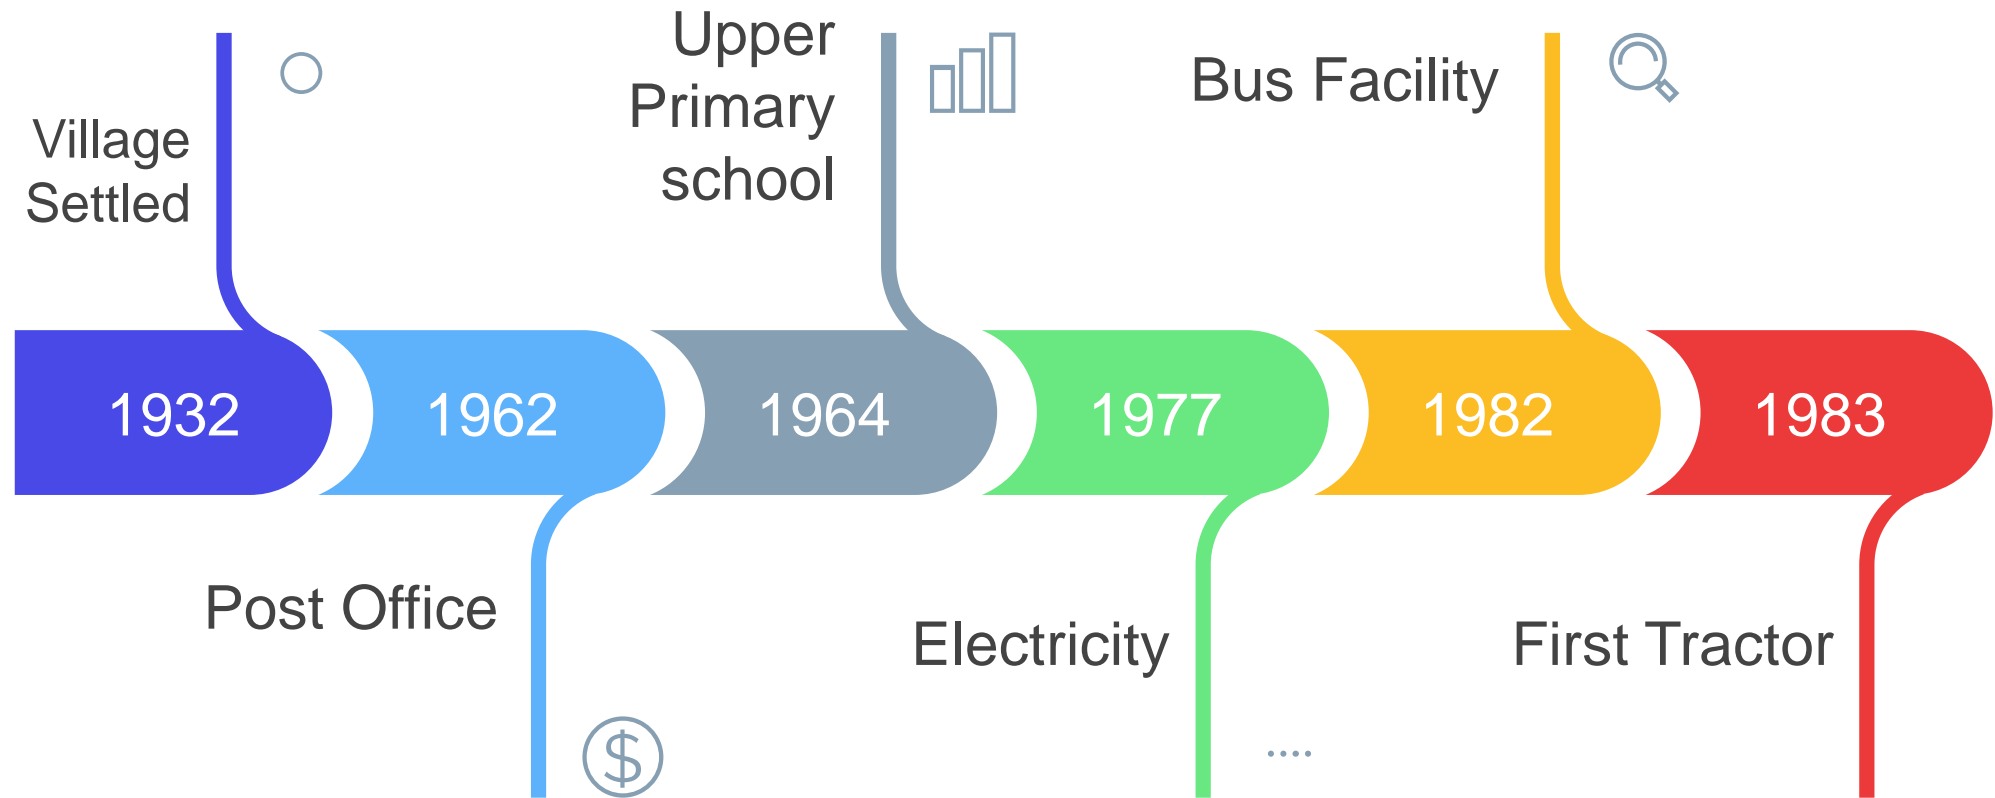 Village
Settled
Upper
Primary
school
Bus Facility
1932
1962
1964
1977
1982
1983
Post Office
Electricity
First Tractor
$